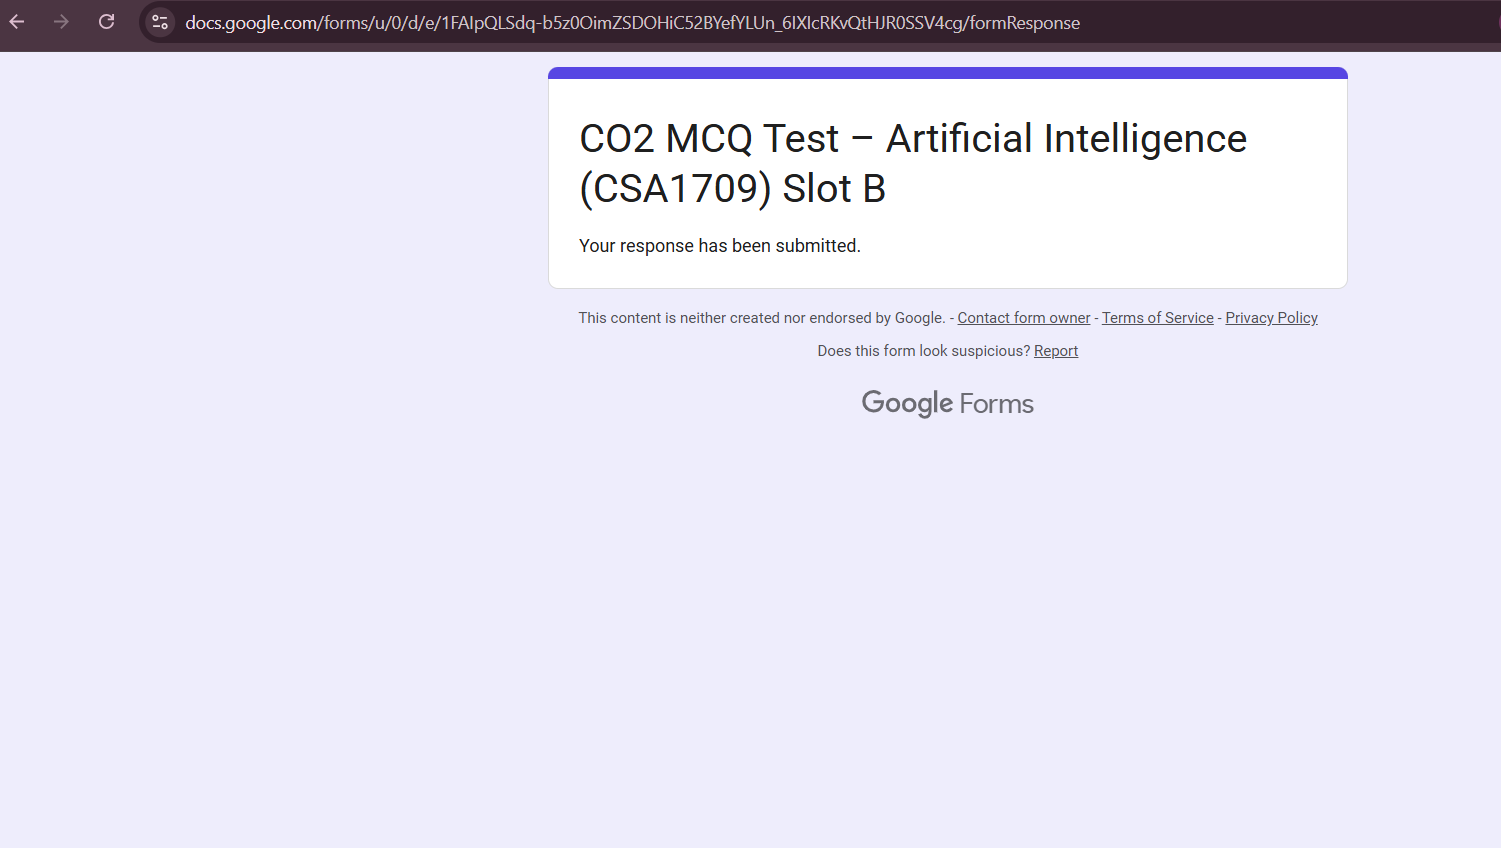 docs.google.com/forms/u/0/d/e/1FAIpQLSdq-b5z0OimZSDOHiC52BYefYLUn_6IXIcRKvQtHJR0SSV4cg/formResponse
CO2 MCQ Test – Artificial Intelligence
(CSA1709) Slot B
Your response has been submitted.
This content is neither created nor endorsed by Google. - Contact form owner - Terms of Service - Privacy Policy
Does this form look suspicious? Report
Google Forms